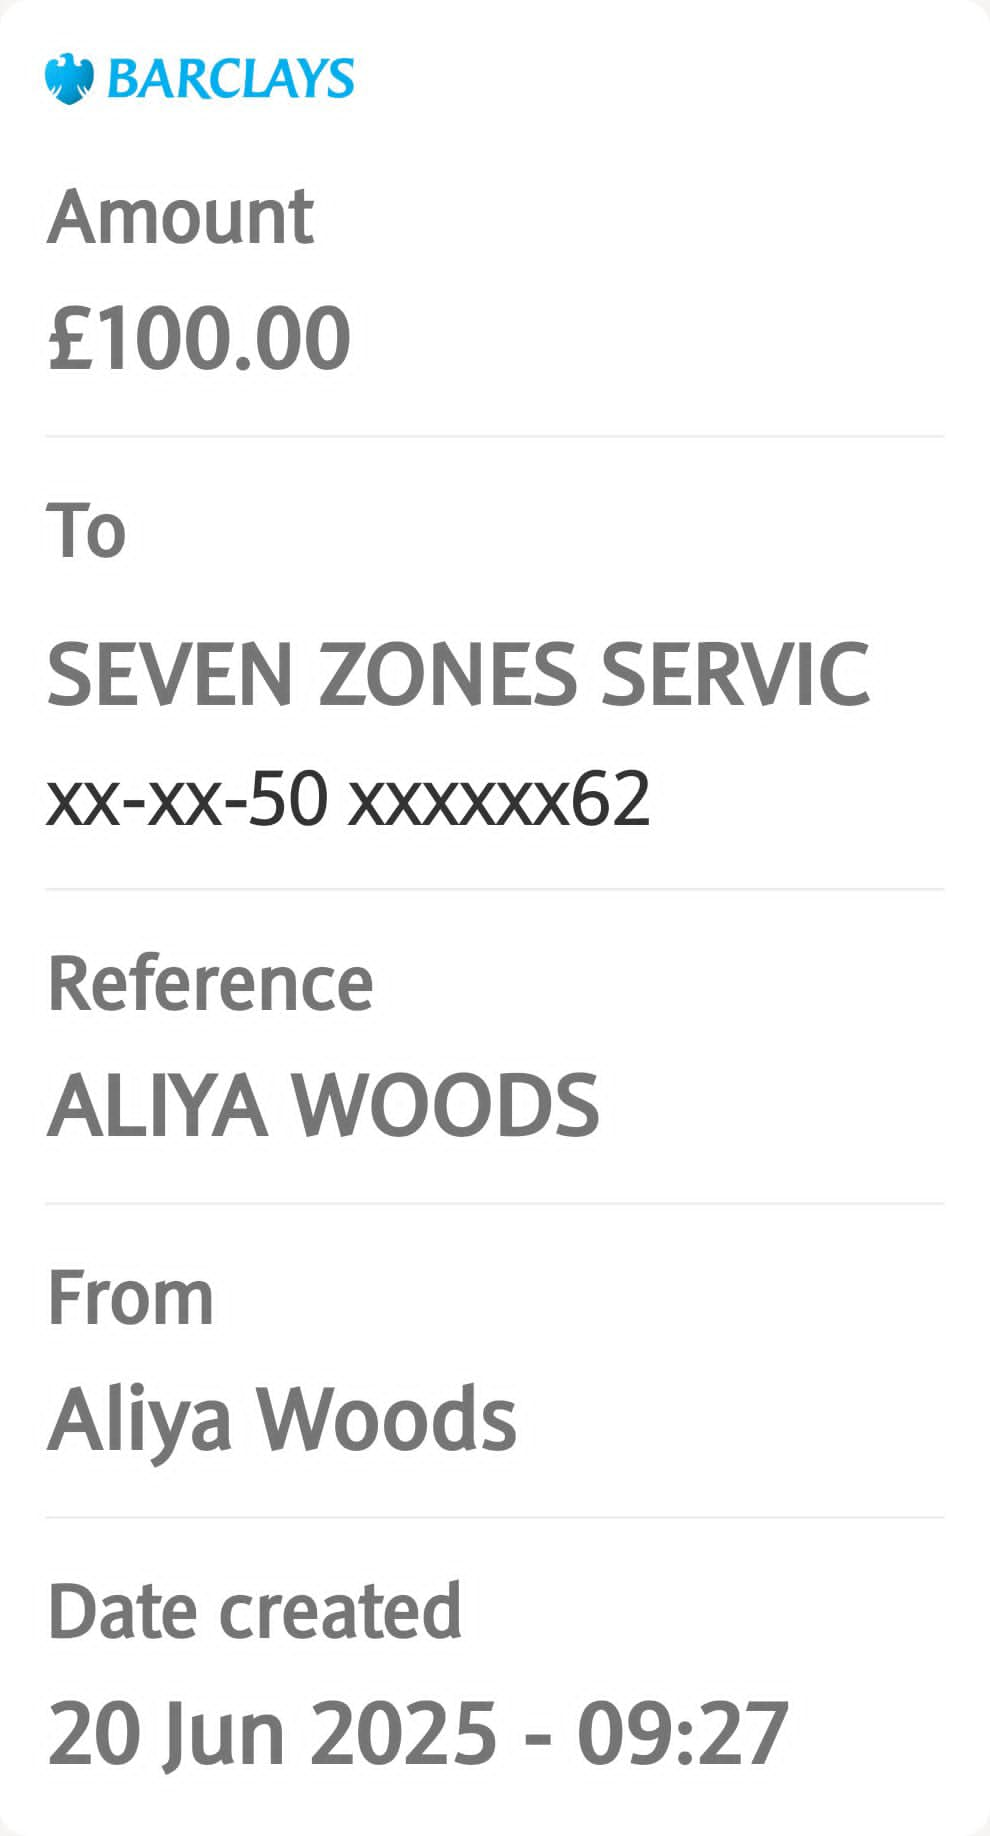 BARCLAYS
Amount
£100.00
To
SEVEN ZONES SERVIC
xx-xx-50 xxxxxx62
Reference
ALIYA WOODS
From
Aliya Woods
Date created
20 Jun 2025 - 09:27